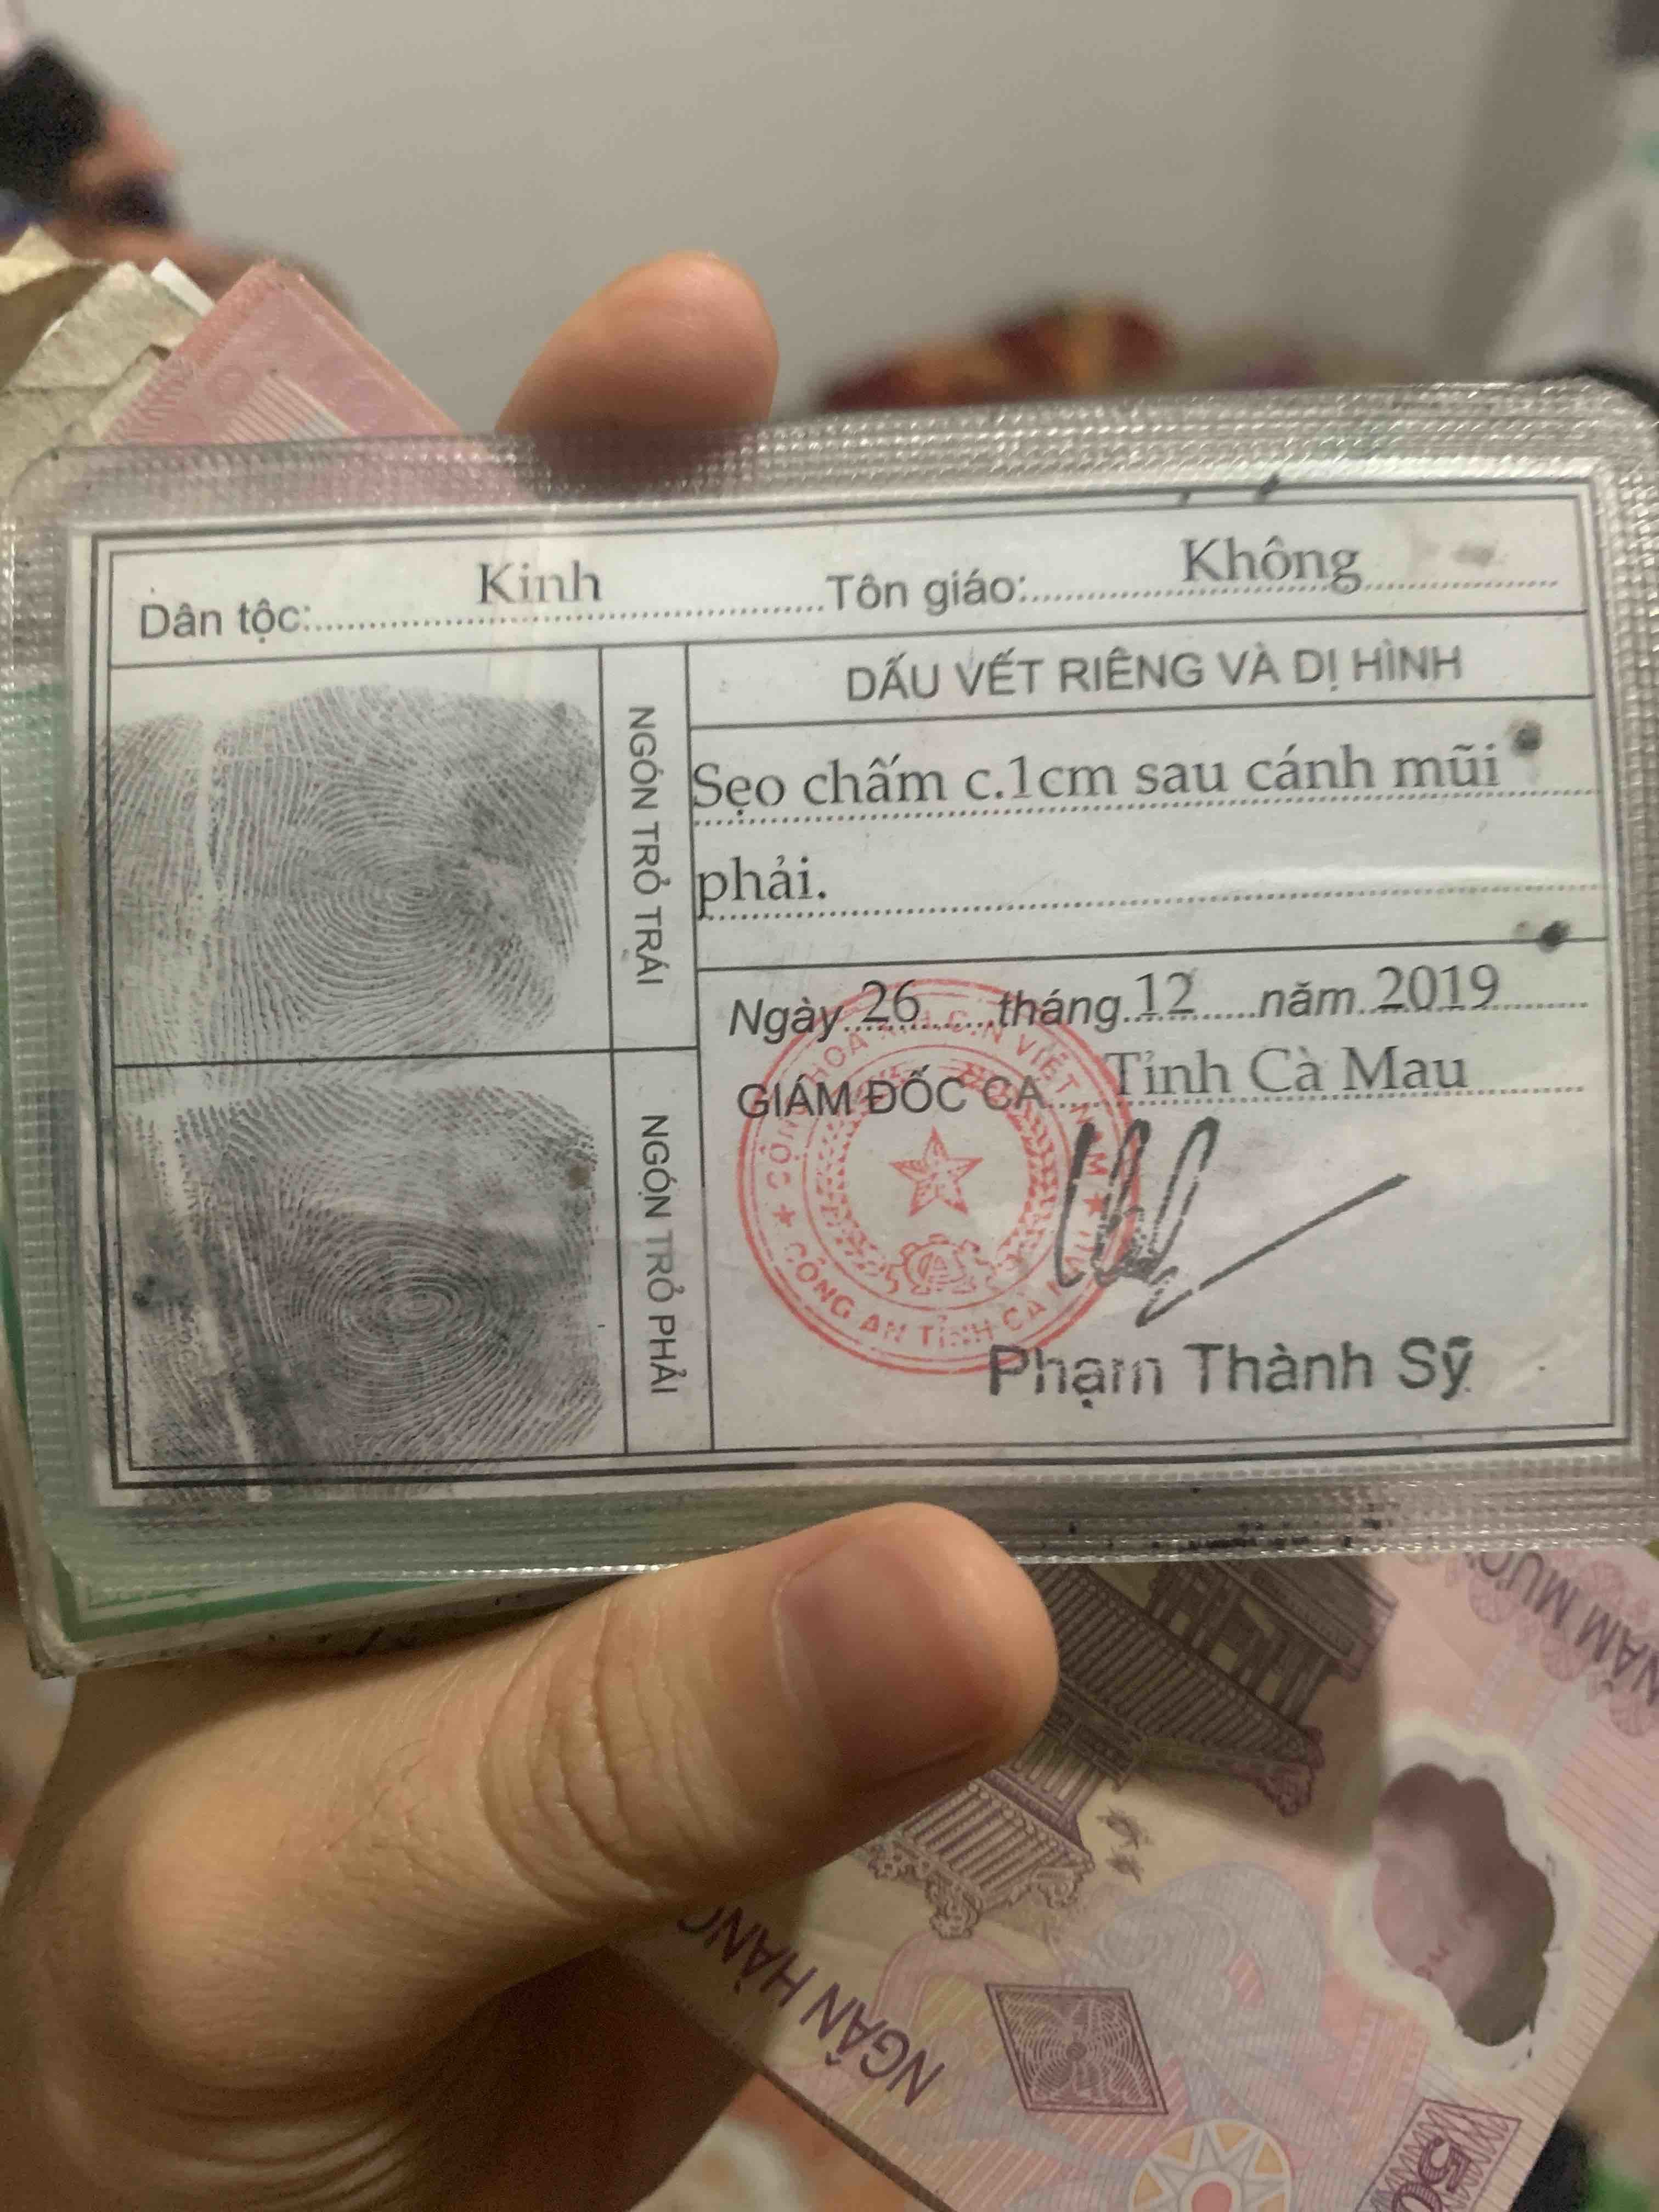 Dân tộc: Kinh Tôn giáo: Không
DẤU VẾT RIÊNG VÀ DỊ HÌNH
NGÓN TRỎ TRÁI
Sẹo chấm c.1cm sau cánh mũi
phải.
NGÓN TRỎ PHẢI
Ngày 26 tháng 12 năm 2019
GIÁM ĐỐC CA Tỉnh Cà Mau
CÔNG AN TỈNH CÀ MAU
Phạm Thành Sỹ
NGÂN HÀNG